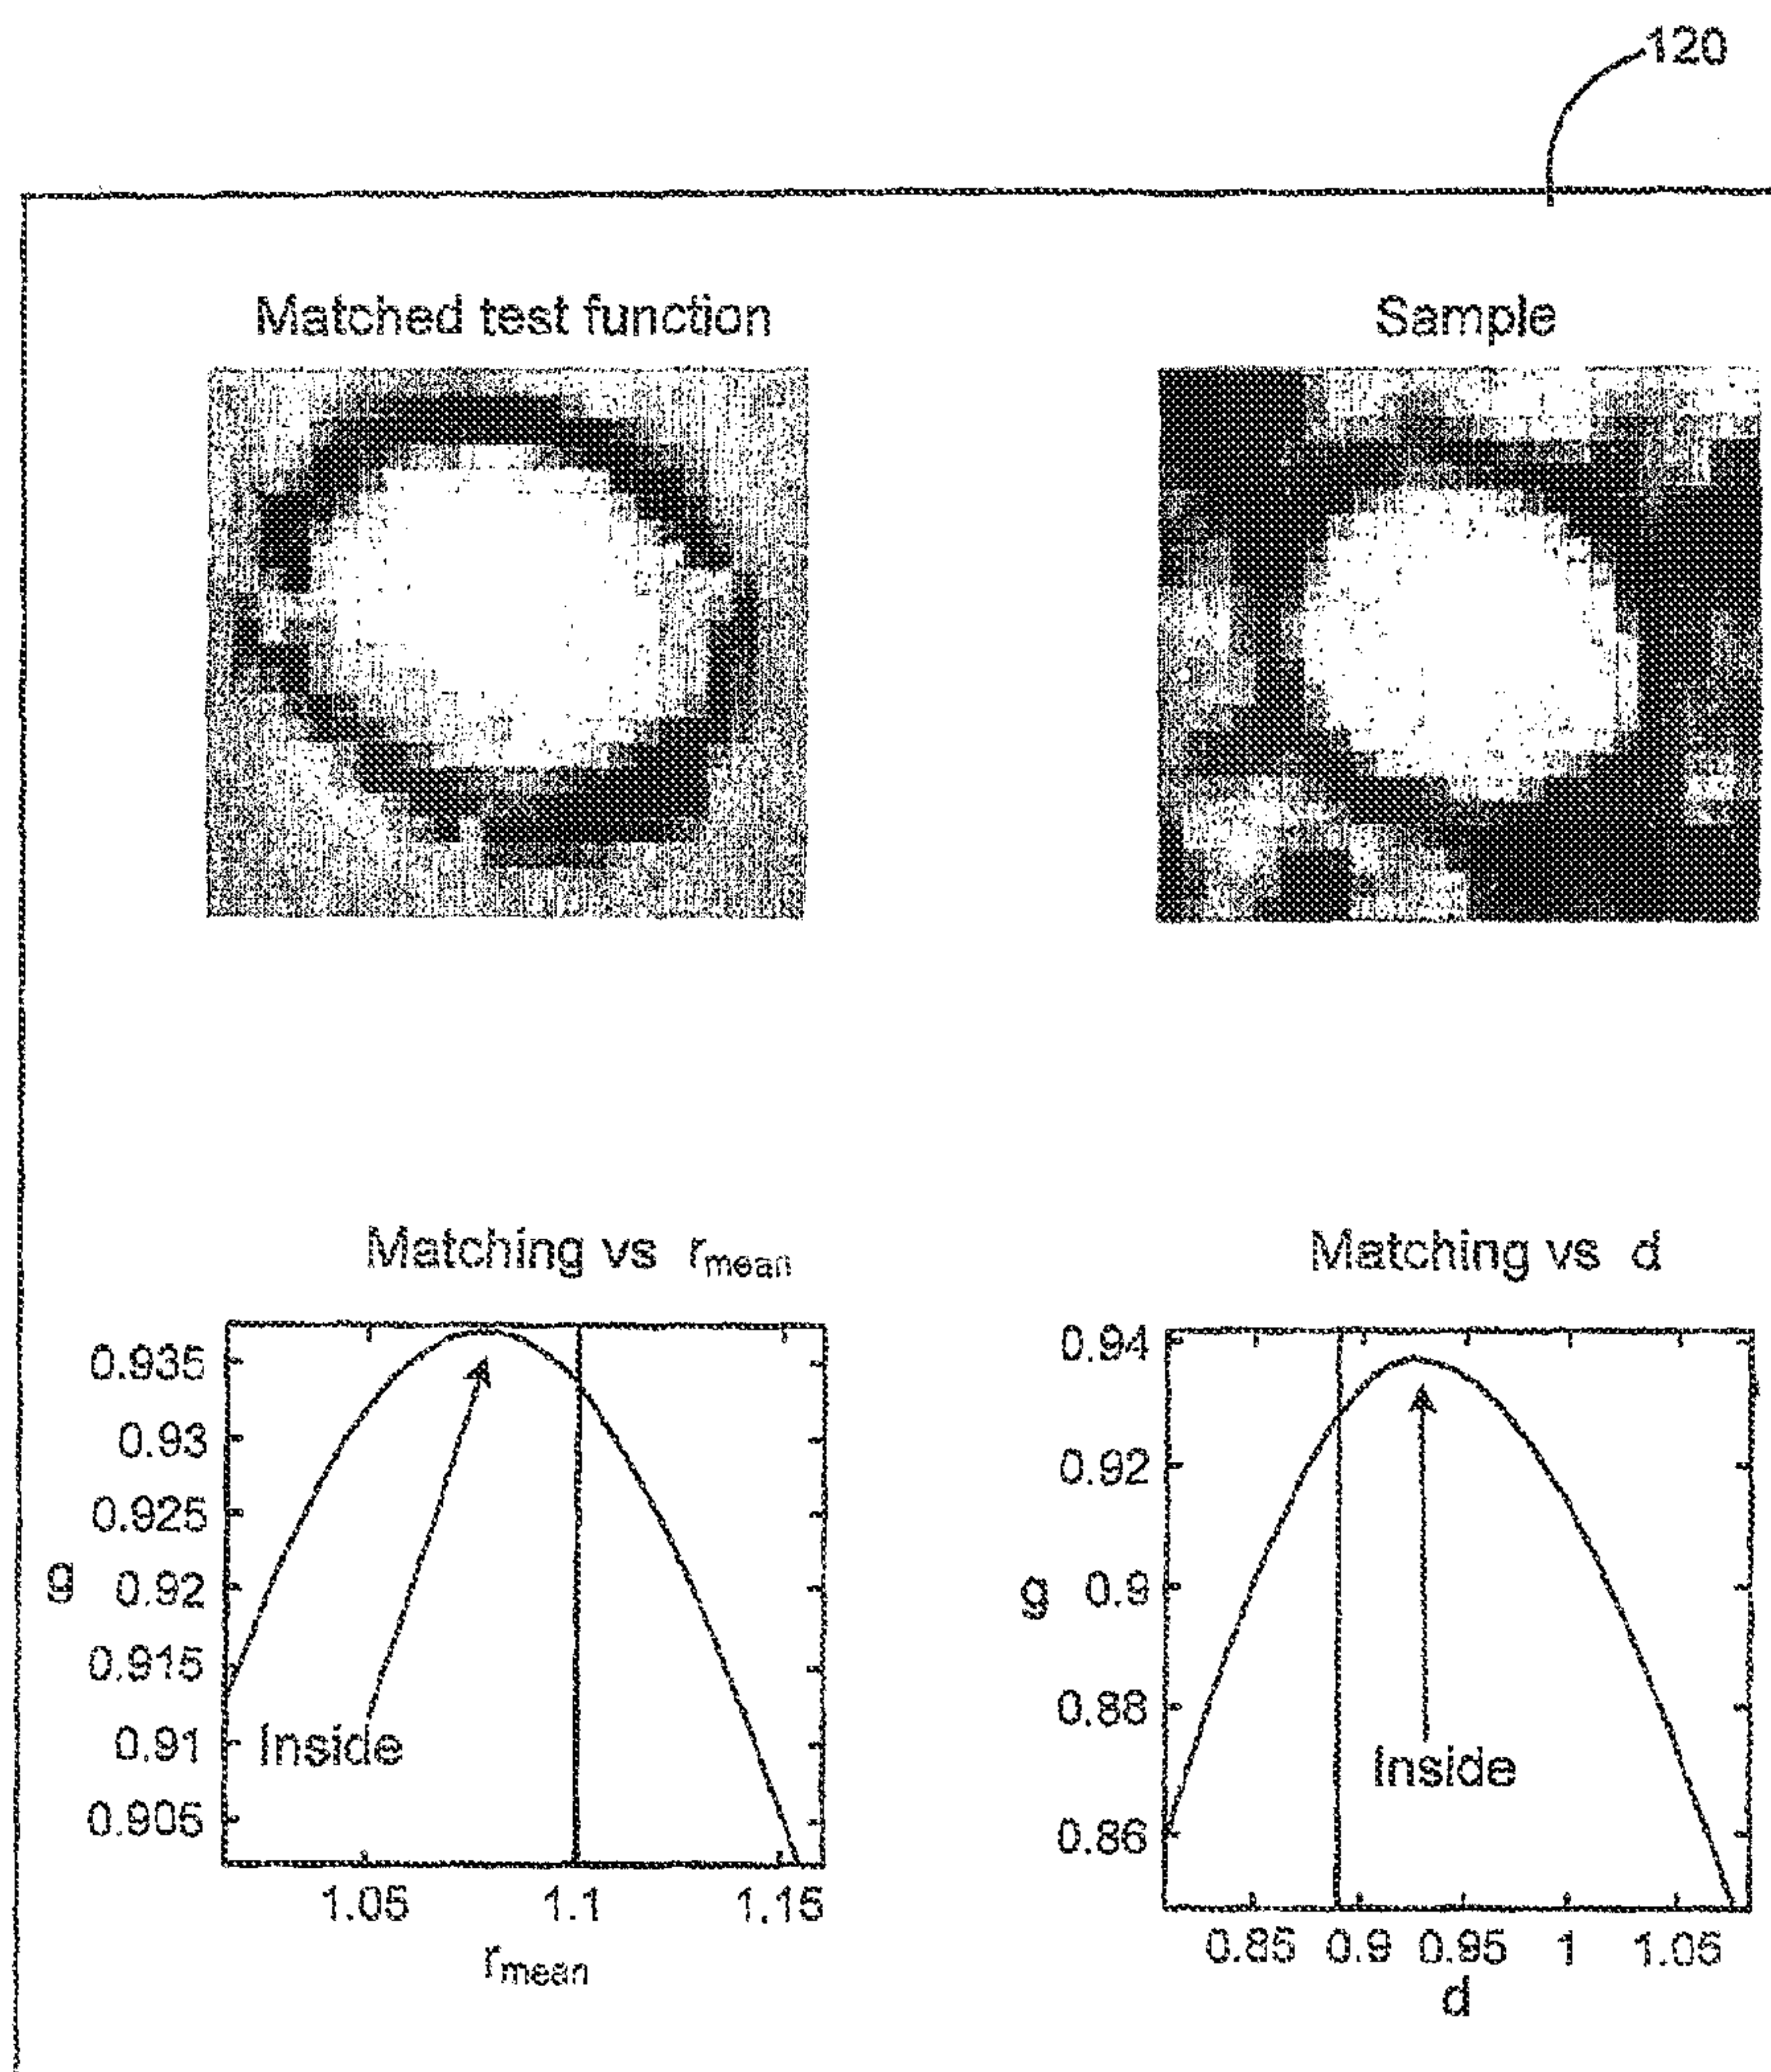 120
Matched test function
Sample
Matching vs r_mean
0.935
0.93
0.925
g 0.92
0.915
0.91
0.905
Inside
1.05 1.1 1.15
r_mean
Matching vs d
0.94
0.92
g 0.9
0.88
0.86
Inside
0.85 0.9 0.95 1 1.05
d